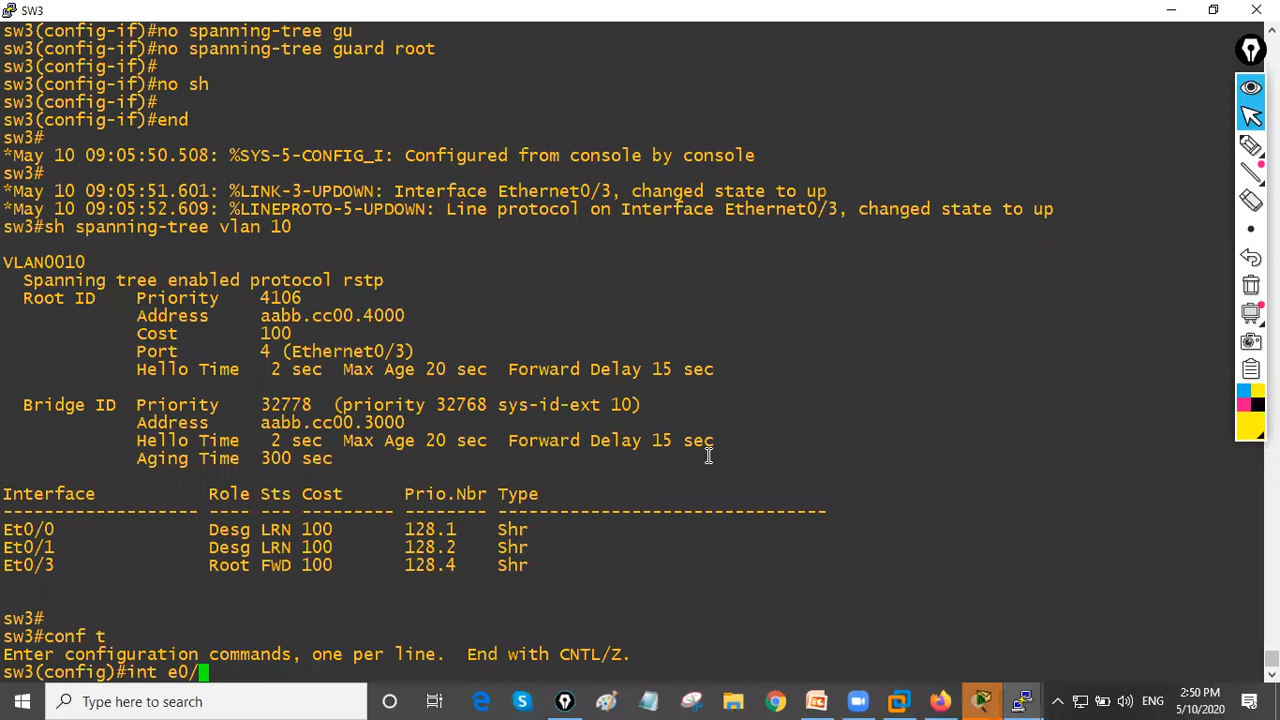 SW3
sw3(config-if)#no spanning-tree gu
sw3(config-if)#no spanning-tree guard root
sw3(config-if)#
sw3(config-if)#no sh
sw3(config-if)#
sw3(config-if)#end
sw3#
*May 10 09:05:50.508: %SYS-5-CONFIG_I: Configured from console by console
sw3#
*May 10 09:05:51.601: %LINK-3-UPDOWN: Interface Ethernet0/3, changed state to up
*May 10 09:05:52.609: %LINEPROTO-5-UPDOWN: Line protocol on Interface Ethernet0/3, changed state to up
sw3#sh spanning-tree vlan 10
VLAN0010
  Spanning tree enabled protocol rstp
  Root ID    Priority    4106
             Address     aabb.cc00.4000
             Cost        100
             Port        4 (Ethernet0/3)
             Hello Time   2 sec  Max Age 20 sec  Forward Delay 15 sec
  Bridge ID  Priority    32778  (priority 32768 sys-id-ext 10)
             Address     aabb.cc00.3000
             Hello Time   2 sec  Max Age 20 sec  Forward Delay 15 sec
             Aging Time  300 sec
Interface           Role Sts Cost      Prio.Nbr Type
------------------- ---- --- --------- -------- --------------------------------
Et0/0               Desg LRN 100       128.1    Shr
Et0/1               Desg LRN 100       128.2    Shr
Et0/3               Root FWD 100       128.4    Shr
sw3#
sw3#conf t
Enter configuration commands, one per line.  End with CNTL/Z.
sw3(config)#int e0/
Type here to search
ENG
2:50 PM
5/10/2020